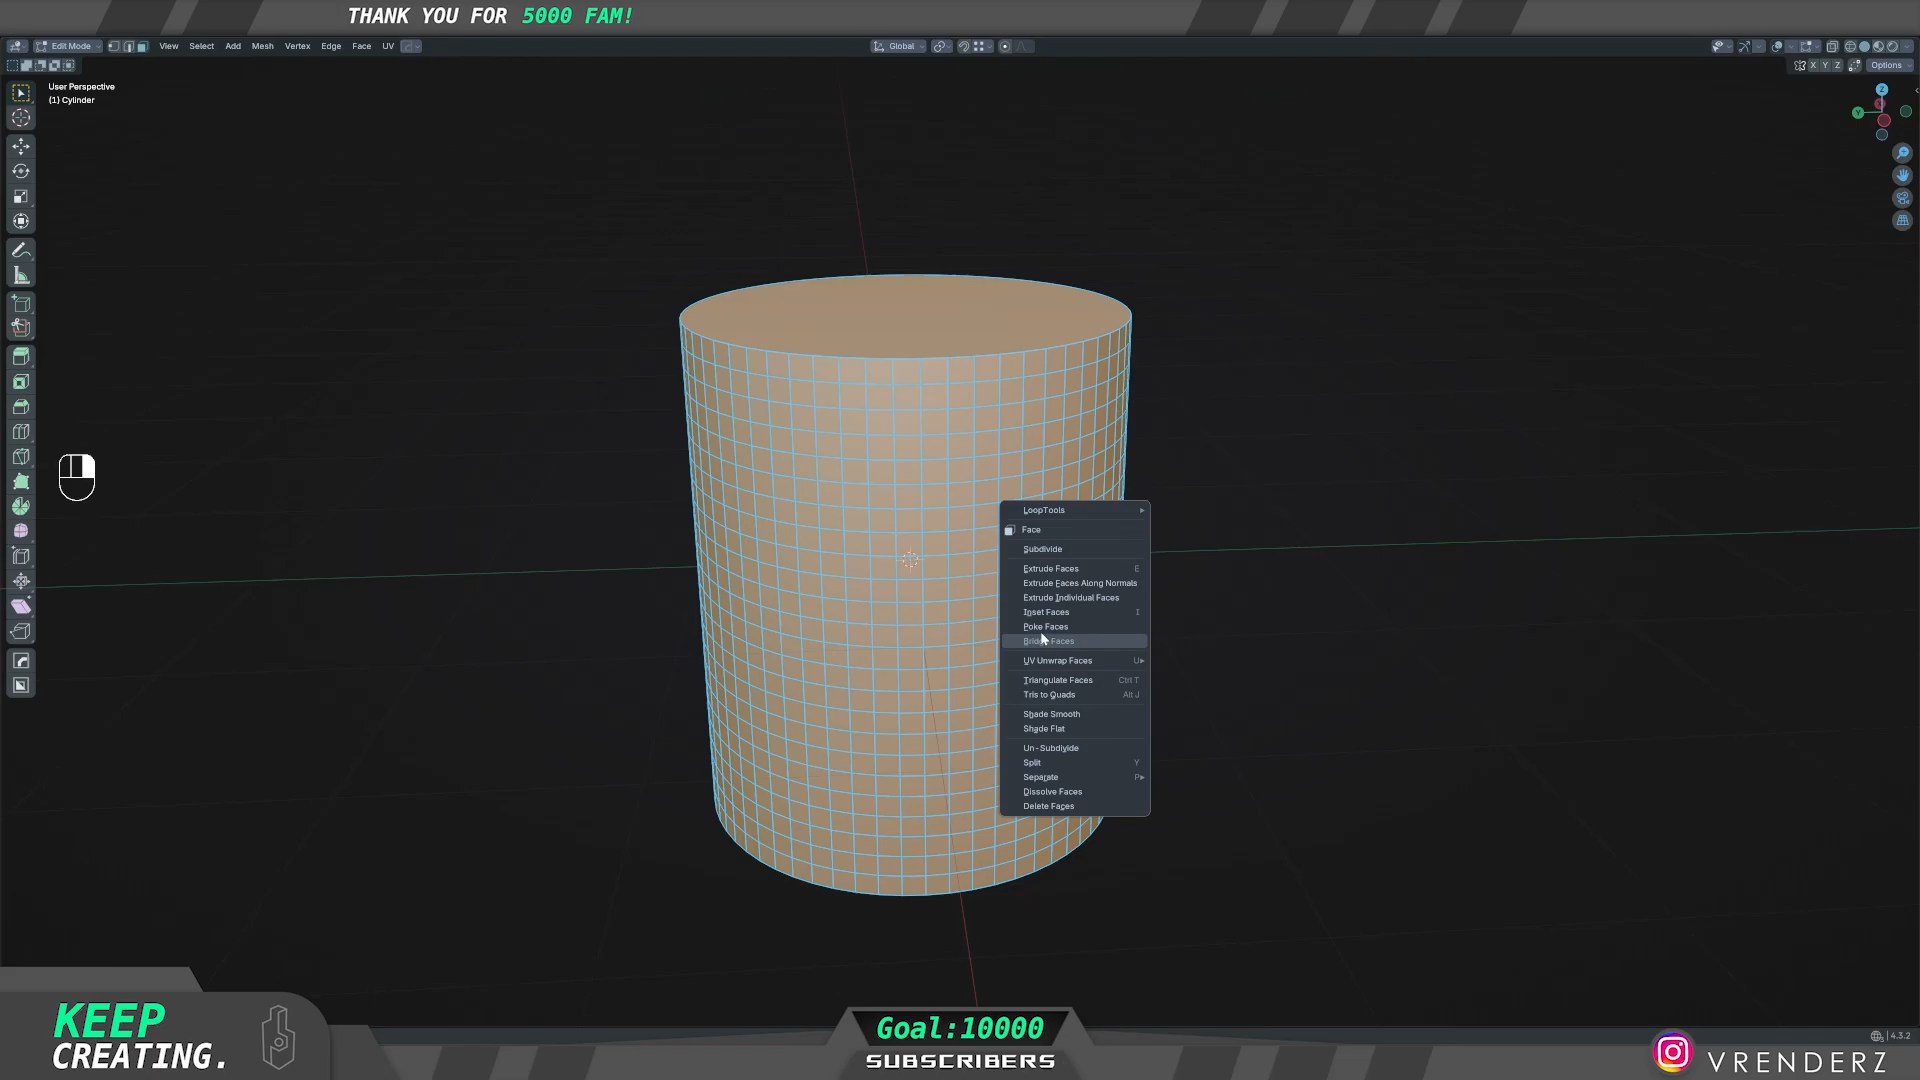 THANK YOU FOR 5000 FAM!
Edit Mode View Select Add Mesh Vertex Edge Face UV Global
X Y Z Options
User Perspective
(1) Cylinder
Z
Y
LoopTools
Face
Subdivide
Extrude Faces E
Extrude Faces Along Normals
Extrude Individual Faces
Inset Faces I
Poke Faces
Bridge Faces
UV Unwrap Faces U
Triangulate Faces Ctrl T
Tris to Quads Alt J
Shade Smooth
Shade Flat
Un-Subdivide
Split Y
Separate P
Dissolve Faces
Delete Faces
KEEP
CREATING.
Goal:10000
SUBSCRIBERS
4.3.2
VRENDERZ